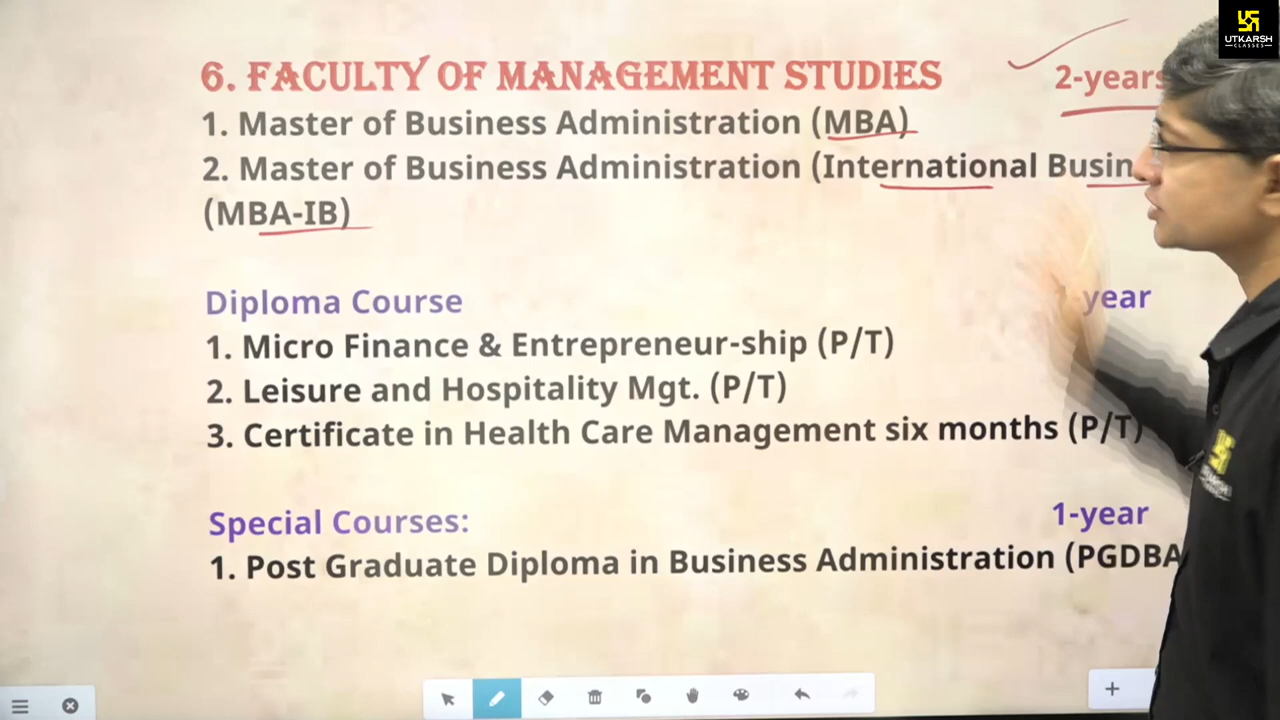 UTKARSH
CLASSES
6. FACULTY OF MANAGEMENT STUDIES 2-years
1. Master of Business Administration (MBA)
2. Master of Business Administration (International Busin
(MBA-IB)
Diploma Course year
1. Micro Finance & Entrepreneur-ship (P/T)
2. Leisure and Hospitality Mgt. (P/T)
3. Certificate in Health Care Management six months (P/T)
Special Courses: 1-year
1. Post Graduate Diploma in Business Administration (PGDBA